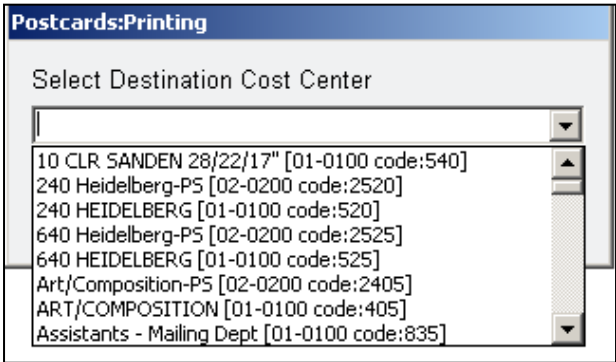 Postcards:Printing
Select Destination Cost Center
10 CLR SANDEN 28/22/17" [01-0100 code:540]
240 Heidelberg-PS [02-0200 code:2520]
240 HEIDELBERG [01-0100 code:520]
640 Heidelberg-PS [02-0200 code:2525]
640 HEIDELBERG [01-0100 code:525]
Art/Composition-PS [02-0200 code:2405]
ART/COMPOSITION [01-0100 code:405]
Assistants - Mailing Dept [01-0100 code:835]